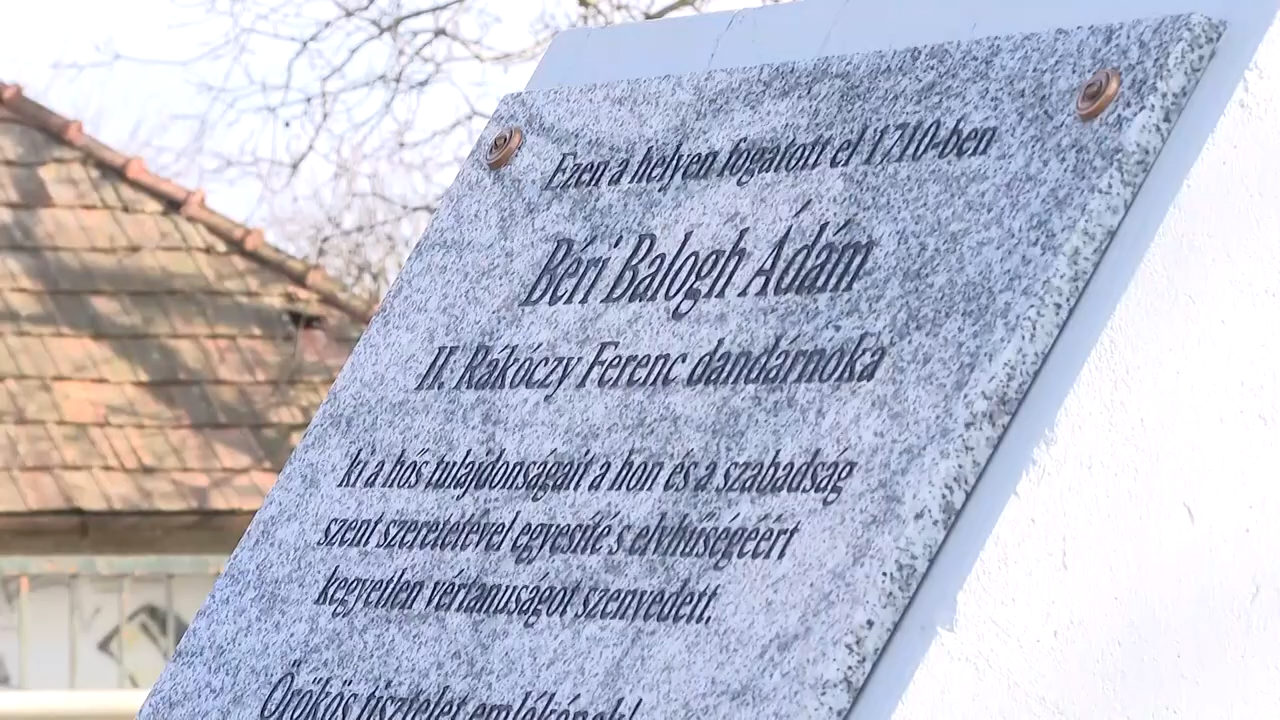 Ezen a helyen fogatott el 1710-ben
Béri Balogh Ádám
II. Rákóczy Ferenc dandárnoka
ki a hős tulajdonságait a hon és a szabadság
szent szeretetével egyesíté s elvhűségéért
kegyetlen vértanuságot szenvedett.
Örökös tisztelet emlékének!